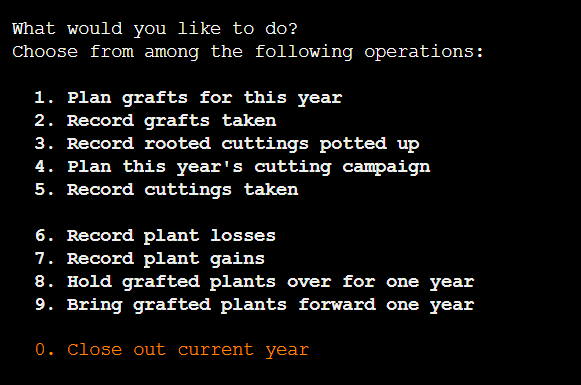 What would you like to do?
Choose from among the following operations:
1. Plan grafts for this year
2. Record grafts taken
3. Record rooted cuttings potted up
4. Plan this year's cutting campaign
5. Record cuttings taken
6. Record plant losses
7. Record plant gains
8. Hold grafted plants over for one year
9. Bring grafted plants forward one year
0. Close out current year